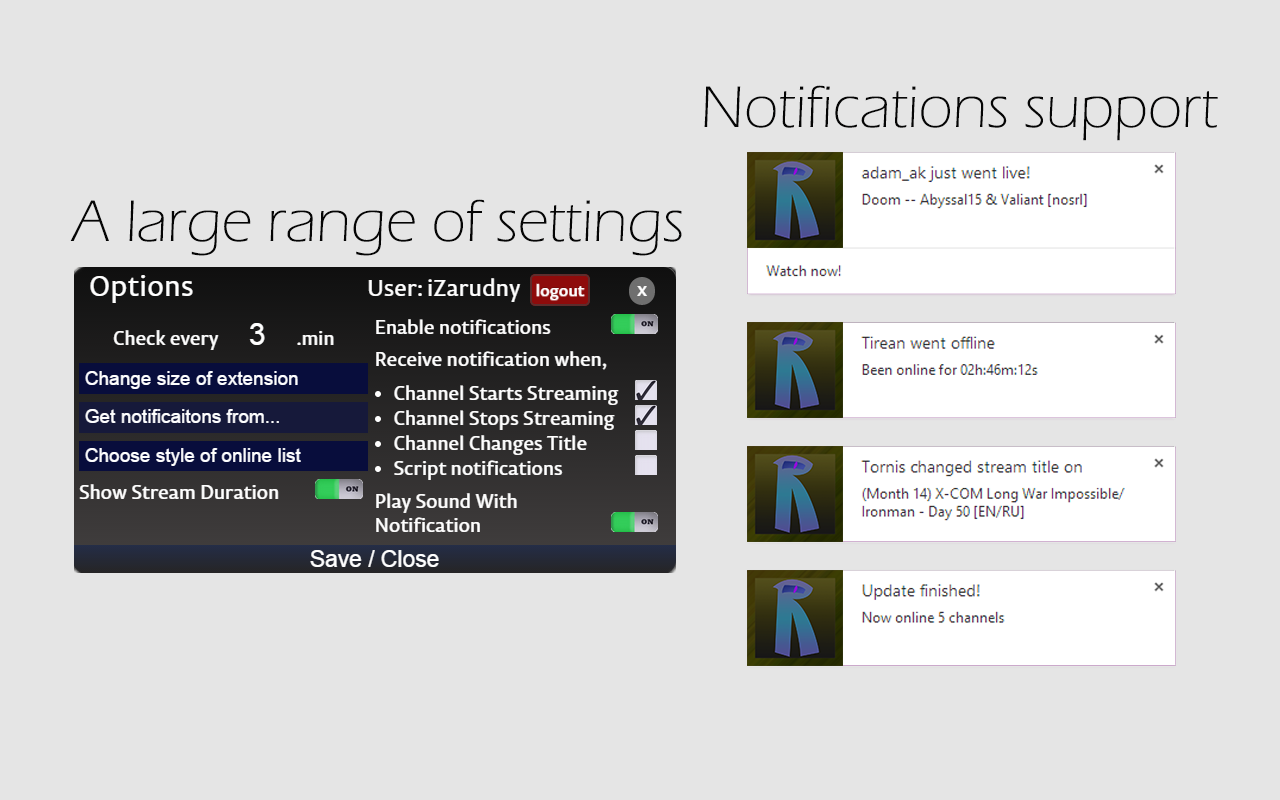 A large range of settings
Options
User: iZarudny
logout
X
Check every 3 .min
Change size of extension
Get notificaitons from...
Choose style of online list
Show Stream Duration
ON
Enable notifications
ON
Receive notification when,
• Channel Starts Streaming
• Channel Stops Streaming
• Channel Changes Title
• Script notifications
Play Sound With
Notification
ON
Save / Close
Notifications support
adam_ak just went live!
Doom -- Abyssal15 & Valiant [nosrl]
Watch now!
Tirean went offline
Been online for 02h:46m:12s
Tornis changed stream title on
(Month 14) X-COM Long War Impossible/
Ironman - Day 50 [EN/RU]
Update finished!
Now online 5 channels